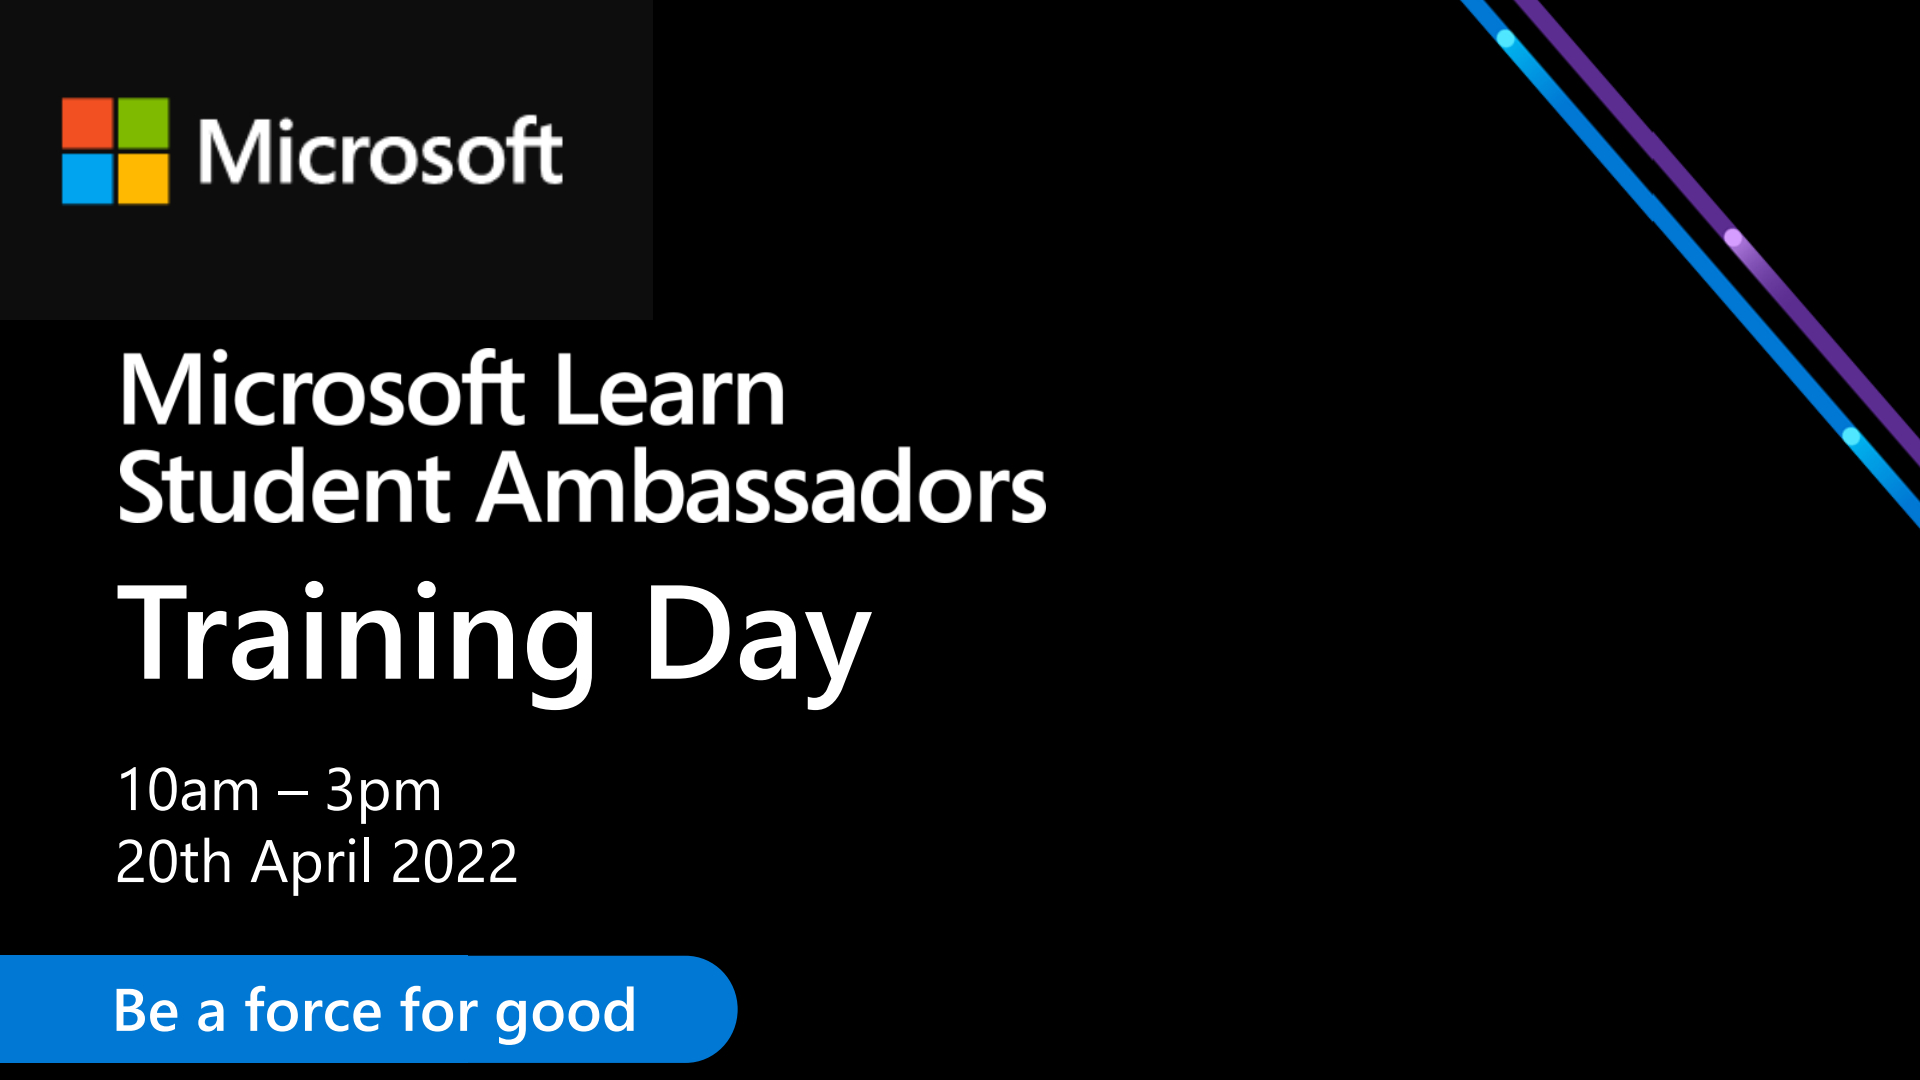 Microsoft
Microsoft Learn
Student Ambassadors
Training Day
10am – 3pm
20th April 2022
Be a force for good